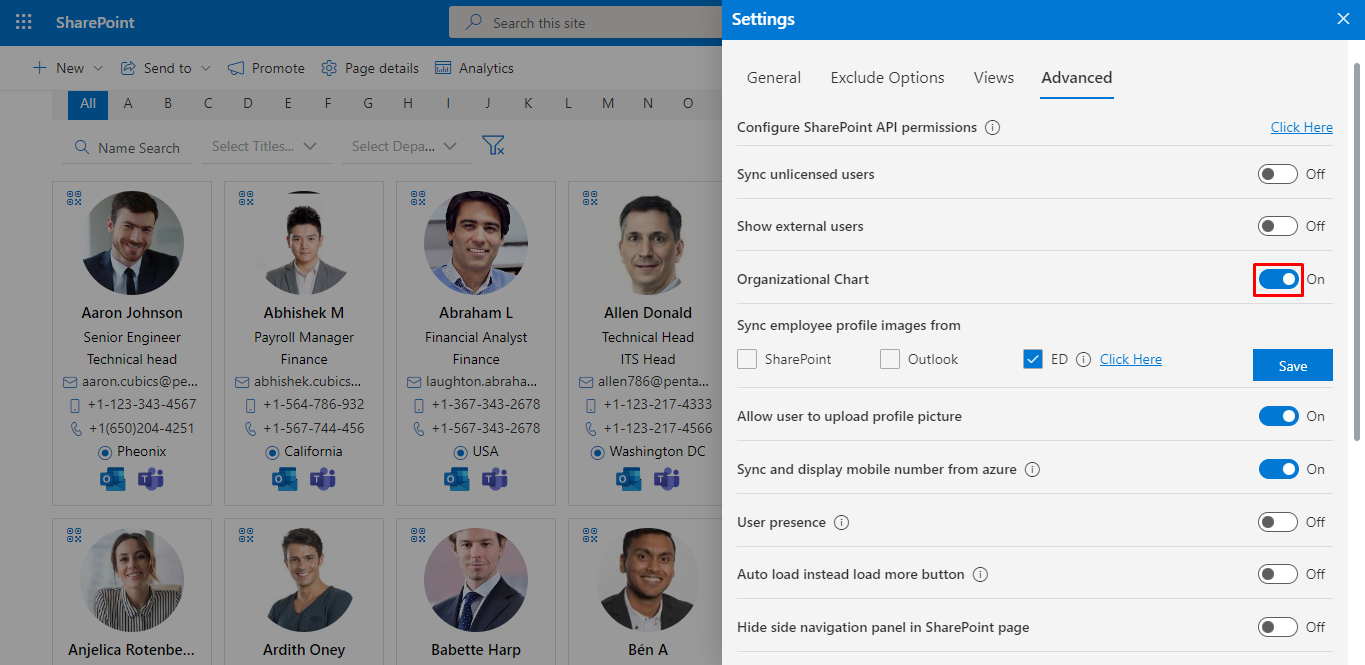 SharePoint
Search this site
New
Send to
Promote
Page details
Analytics
All A B C D E F G H I J K L M N O
Name Search
Select Titles...
Select Depa...
Aaron Johnson
Senior Engineer
Technical head
aaron.cubics@pe...
+1-123-343-4567
+1(650)204-4251
Pheonix
Abhishek M
Payroll Manager
Finance
abhishek.cubics...
+1-564-786-932
+1-567-744-456
California
Abraham L
Financial Analyst
Finance
laughton.abraha...
+1-367-343-2678
+1-567-343-2678
USA
Allen Donald
Technical Head
ITS Head
allen786@penta...
+1-123-217-4333
+1-123-217-4566
Washington DC
Anjelica Rotenbe...
Ardith Oney
Babette Harp
Bén A
Settings
General
Exclude Options
Views
Advanced
Configure SharePoint API permissions
Click Here
Sync unlicensed users
Off
Show external users
Off
Organizational Chart
On
Sync employee profile images from
SharePoint
Outlook
ED
Click Here
Save
Allow user to upload profile picture
On
Sync and display mobile number from azure
On
User presence
Off
Auto load instead load more button
Off
Hide side navigation panel in SharePoint page
Off